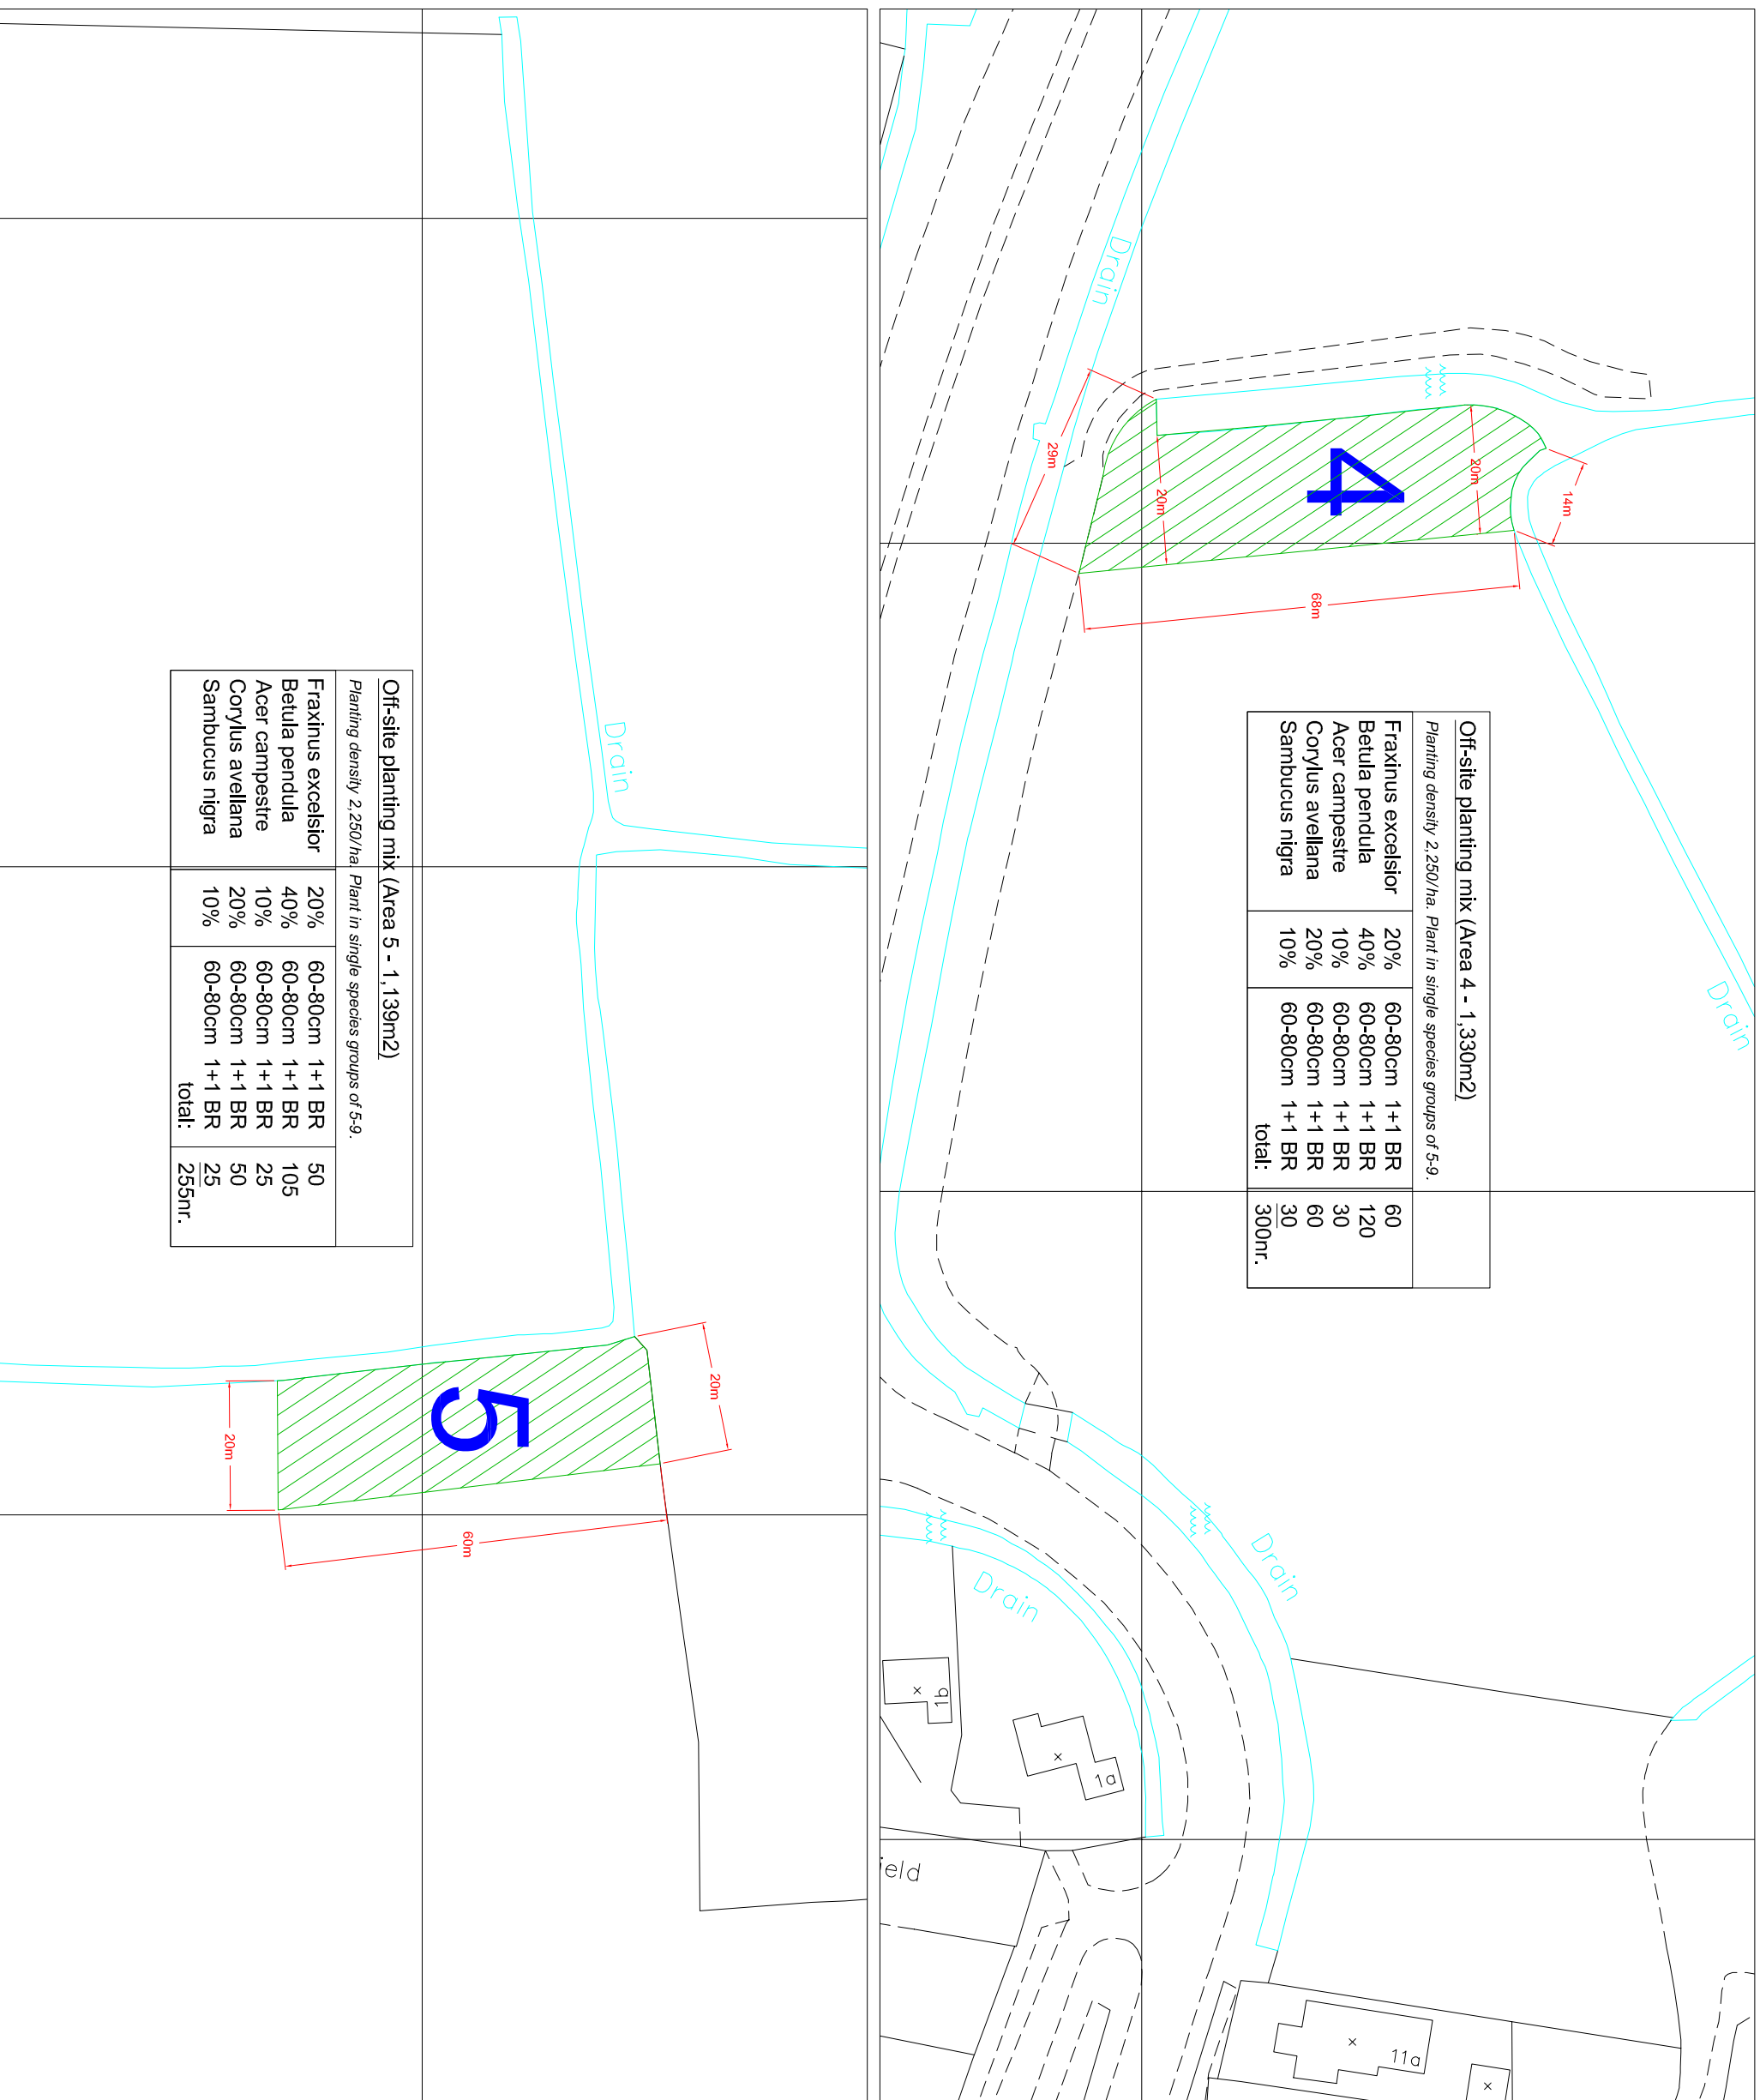 Off-site planting mix (Area 4 - 1,330m2)
Planting density 2,250/ha. Plant in single species groups of 5-9.
Fraxinus excelsior 20% 60-80cm 1+1 BR 60
Betula pendula 40% 60-80cm 1+1 BR 120
Acer campestre 10% 60-80cm 1+1 BR 30
Corylus avellana 20% 60-80cm 1+1 BR 60
Sambucus nigra 10% 60-80cm 1+1 BR 30
total: 300nr.
4
14m
20m
20m
29m
68m
Drain
Drain
Drain
Drain
1a
1a
11a
ield
Off-site planting mix (Area 5 - 1,139m2)
Planting density 2,250/ha. Plant in single species groups of 5-9.
Fraxinus excelsior 20% 60-80cm 1+1 BR 50
Betula pendula 40% 60-80cm 1+1 BR 105
Acer campestre 10% 60-80cm 1+1 BR 25
Corylus avellana 20% 60-80cm 1+1 BR 50
Sambucus nigra 10% 60-80cm 1+1 BR 25
total: 255nr.
5
20m
20m
60m
Drain